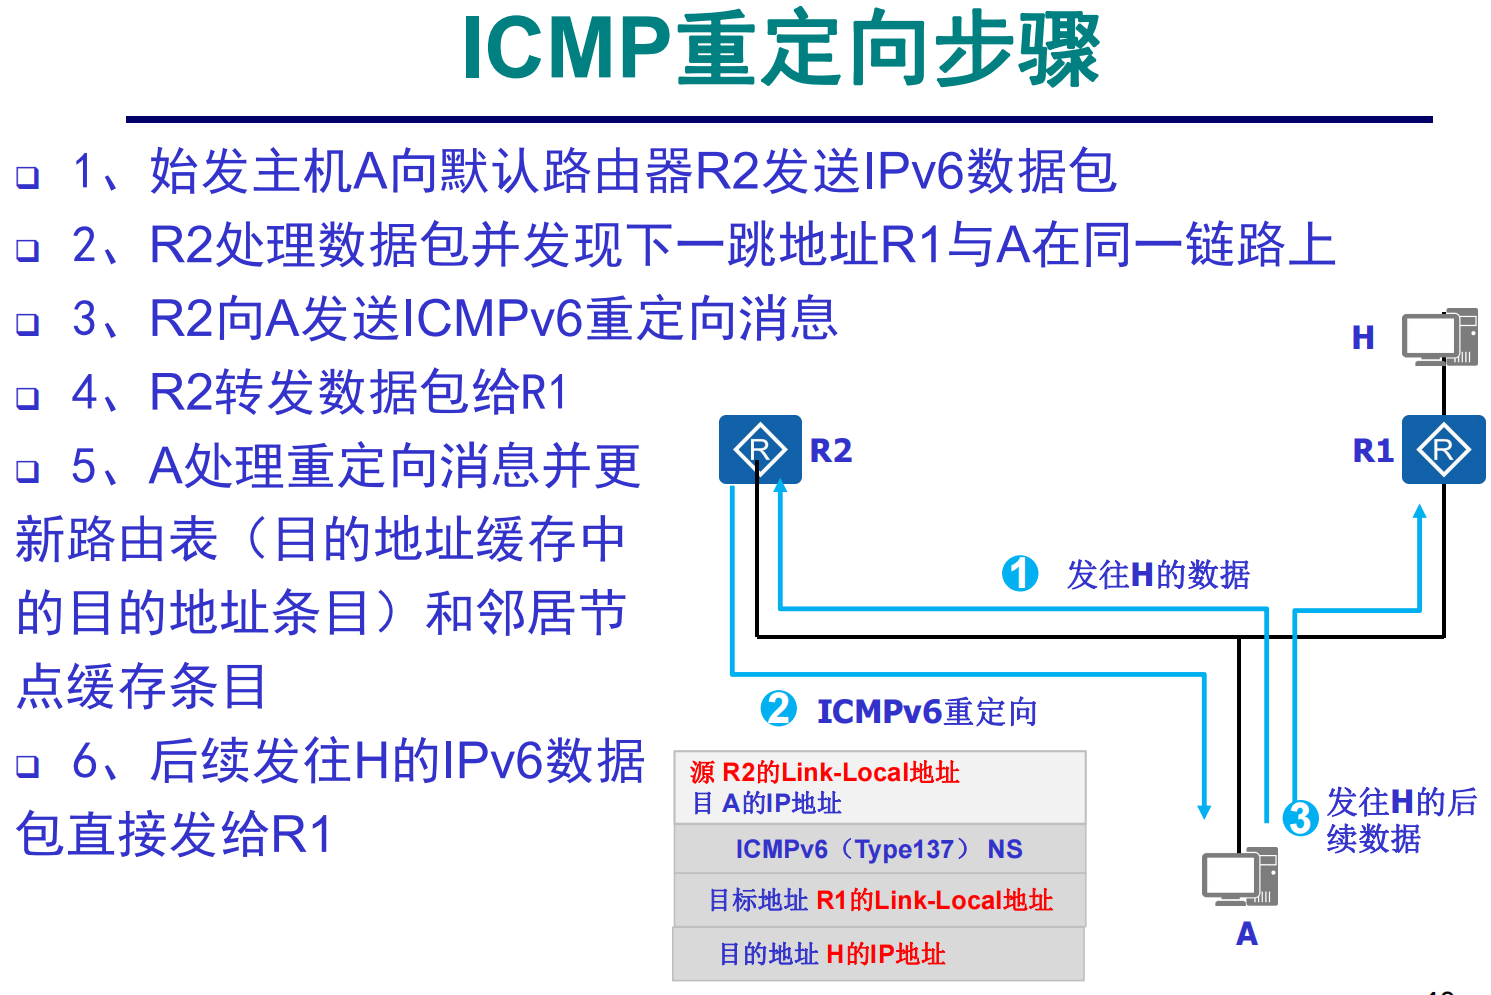 ICMP重定向步骤
1、始发主机A向默认路由器R2发送IPv6数据包
2、R2处理数据包并发现下一跳地址R1与A在同一链路上
3、R2向A发送ICMPv6重定向消息
4、R2转发数据包给R1
5、A处理重定向消息并更
新路由表（目的地址缓存中
的目的地址条目）和邻居节
点缓存条目
6、后续发往H的IPv6数据
包直接发给R1
H
R
R2
R1
R
1 发往H的数据
2 ICMPv6重定向
源 R2的Link-Local地址
目 A的IP地址
ICMPv6（Type137） NS
目标地址 R1的Link-Local地址
目的地址 H的IP地址
3 发往H的后
续数据
A